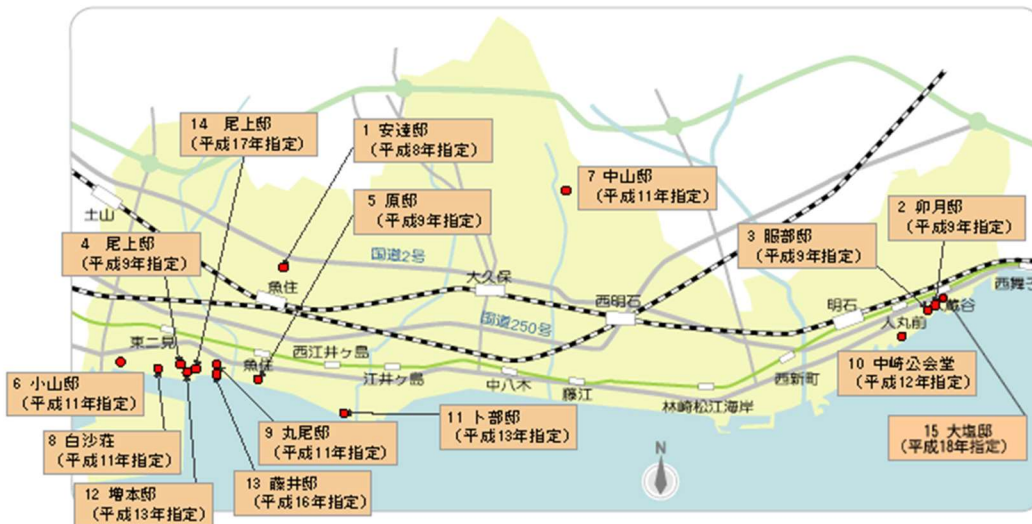 14 尾上邸
(平成17年指定)
1 安達邸
(平成8年指定)
7 中山邸
(平成11年指定)
5 原邸
(平成9年指定)
2 卯月邸
(平成9年指定)
3 服部邸
(平成9年指定)
4 尾上邸
(平成9年指定)
土山
国道2号
魚住
大久保
西明石
明石
西舞子
国道250号
人丸前
東二見
西江井ヶ島
魚住
江井ヶ島
中八木
藤江
林崎松江海岸
西新町
6 小山邸
(平成11年指定)
10 中崎公会堂
(平成12年指定)
8 白沙荘
(平成11年指定)
9 丸尾邸
(平成11年指定)
11 卜部邸
(平成13年指定)
15 大塩邸
(平成18年指定)
12 増本邸
(平成13年指定)
13 藤井邸
(平成16年指定)
N